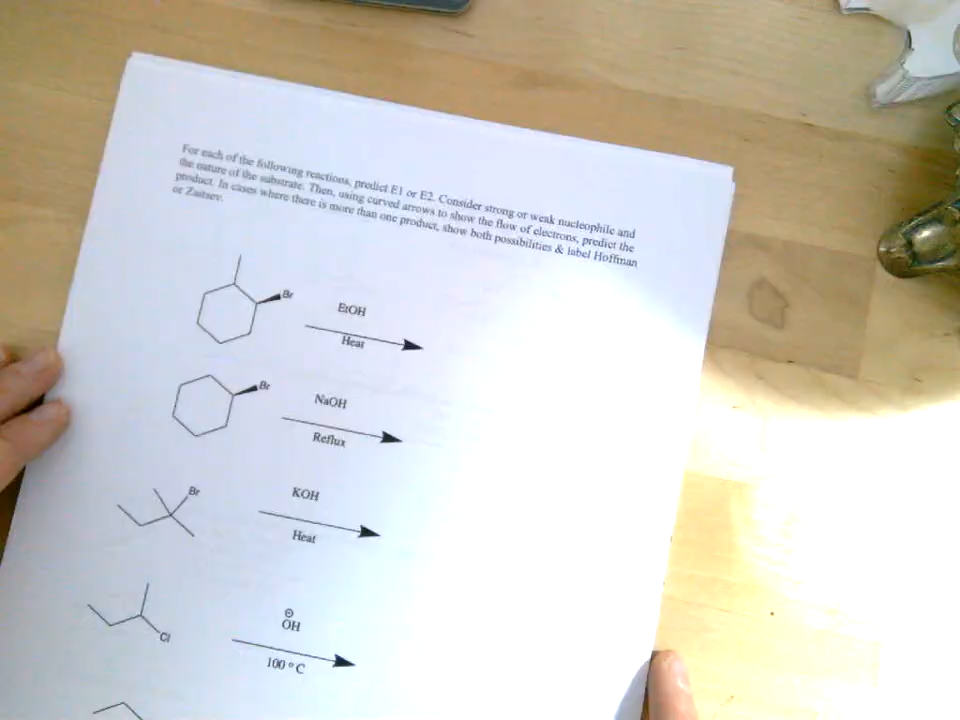 For each of the following reactions, predict E1 or E2. Consider strong or weak nucleophile and
the nature of the substrate. Then, using curved arrows to show the flow of electrons, predict the
product. In cases where there is more than one product, show both possibilities & label Hoffman
or Zaitsev.
Br
EtOH
Heat
Br
NaOH
Reflux
Br
KOH
Heat
Cl
⊖
OH
100 °C